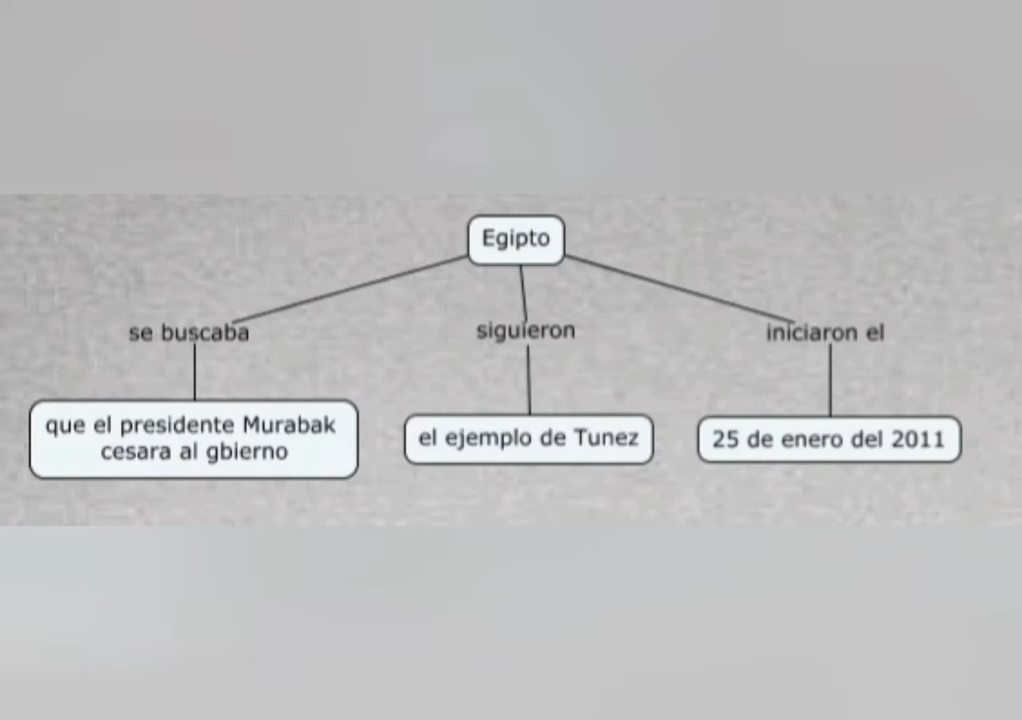 Egipto
se buscaba
siguieron
iniciaron el
que el presidente Murabak
cesara al gbierno
el ejemplo de Tunez
25 de enero del 2011